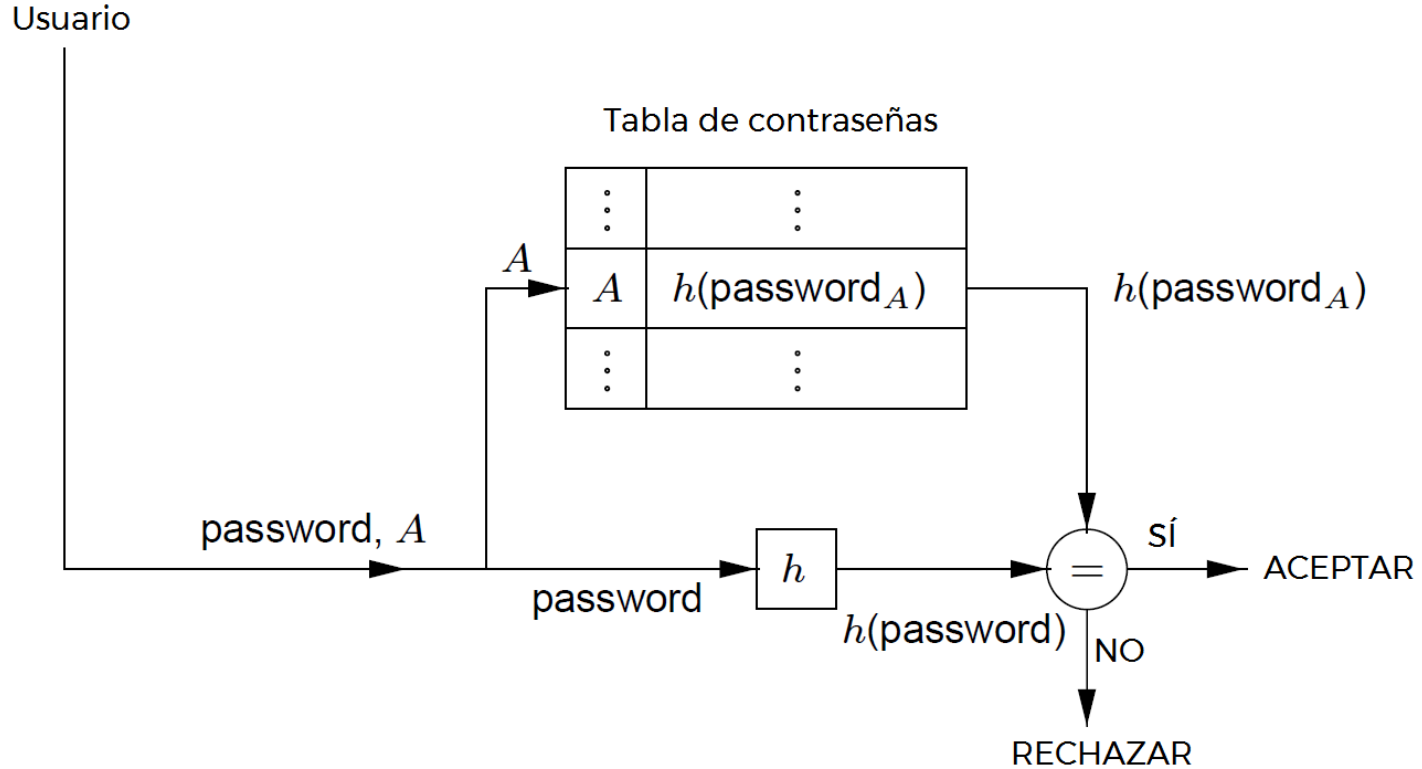 Usuario
Tabla de contraseñas
⋮ ⋮
A
A h(password_A)
h(password_A)
⋮ ⋮
password, A
password
h
h(password)
=
SÍ
ACEPTAR
NO
RECHAZAR